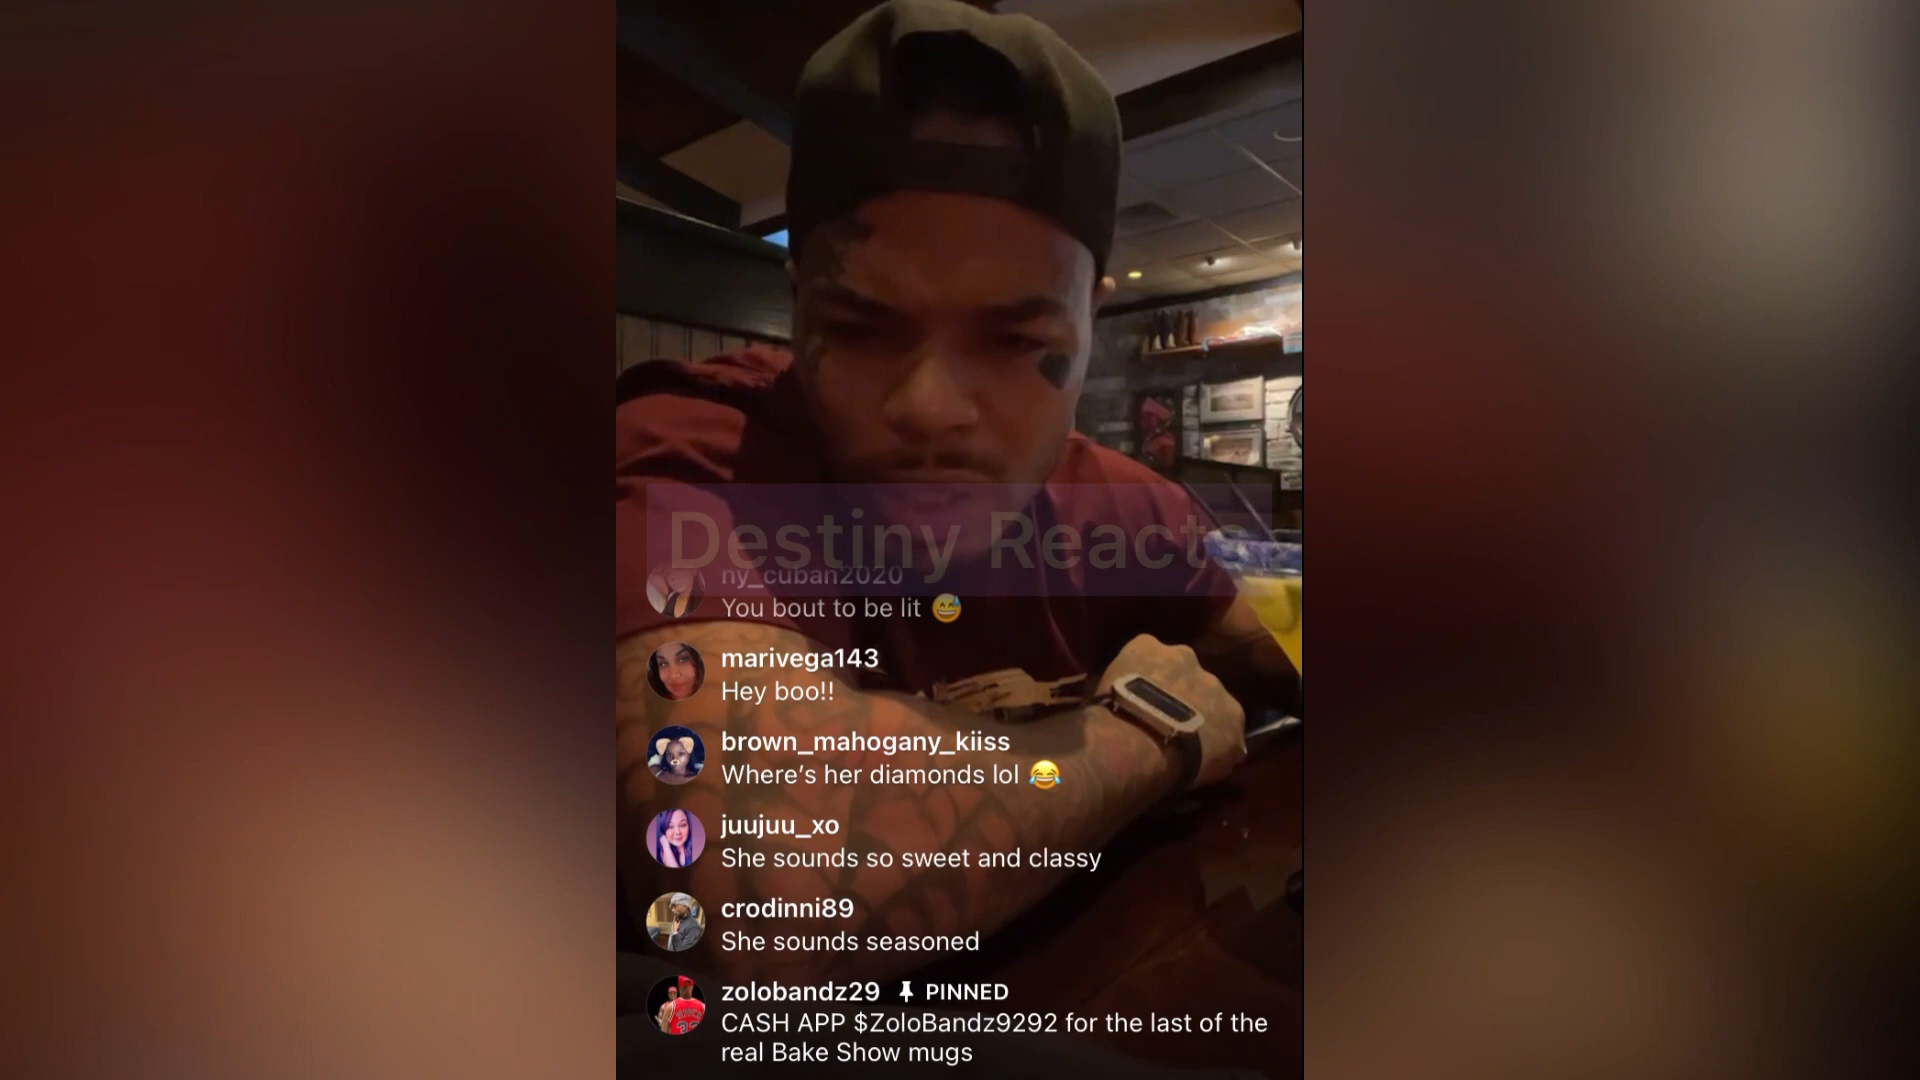 Destiny Reacts
ny_cuban2020
You bout to be lit 😅
marivega143
Hey boo!!
brown_mahogany_kiiss
Where’s her diamonds lol 😂
juujuu_xo
She sounds so sweet and classy
crodinni89
She sounds seasoned
zolobandz29 📌 PINNED
CASH APP $ZoloBandz9292 for the last of the
real Bake Show mugs